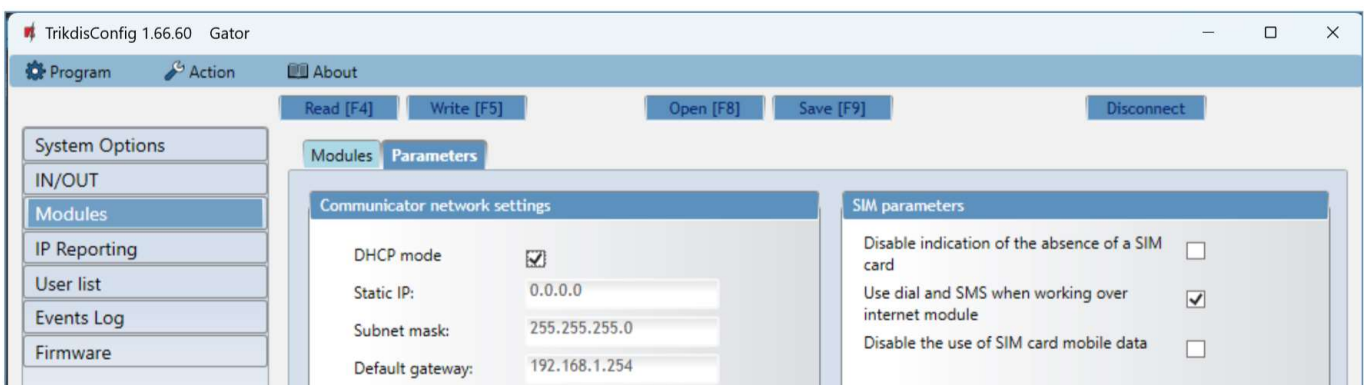 TrikdisConfig 1.66.60 Gator
Program Action About
Read [F4] Write [F5] Open [F8] Save [F9] Disconnect
System Options
IN/OUT
Modules
IP Reporting
User list
Events Log
Firmware
Modules Parameters
Communicator network settings
DHCP mode
Static IP: 0.0.0.0
Subnet mask: 255.255.255.0
Default gateway: 192.168.1.254
SIM parameters
Disable indication of the absence of a SIM
card
Use dial and SMS when working over
internet module
Disable the use of SIM card mobile data